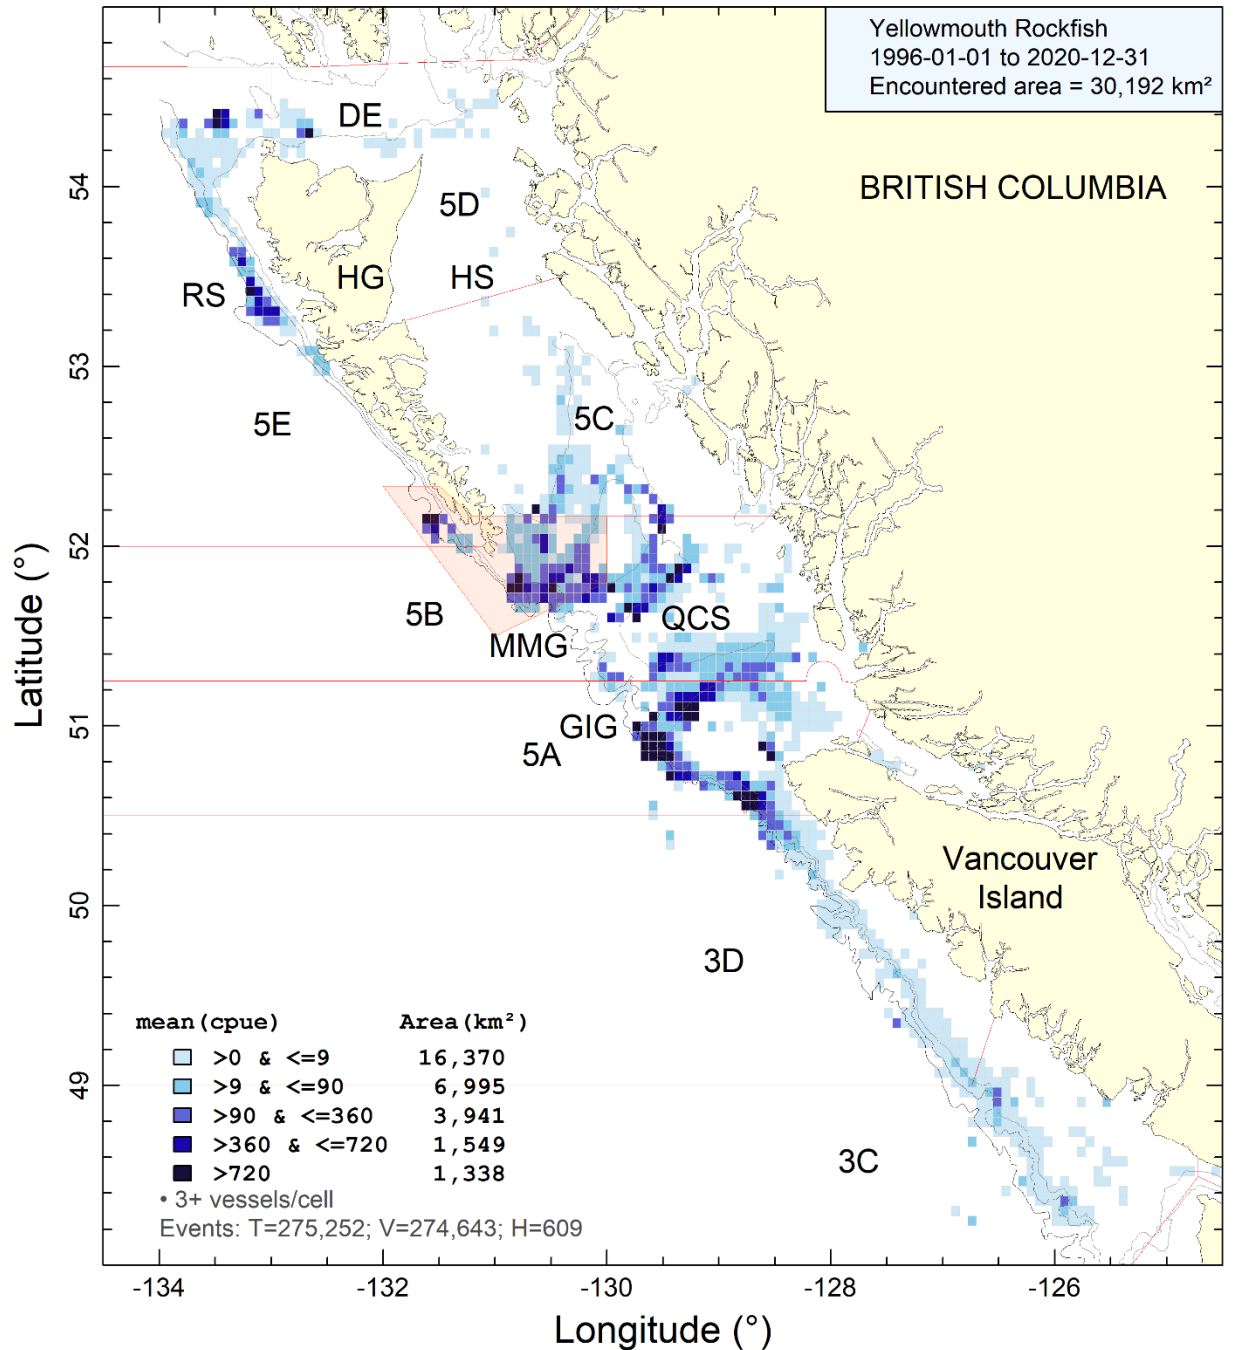 Yellowmouth Rockfish
1996-01-01 to 2020-12-31
Encountered area = 30,192 km²
DE
BRITISH COLUMBIA
5D
HG
HS
RS
5C
5E
5B
QCS
MMG
GIG
5A
Vancouver
Island
3D
3C
mean(cpue) Area(km²)
>0 & <=9 16,370
>9 & <=90 6,995
>90 & <=360 3,941
>360 & <=720 1,549
>720 1,338
• 3+ vessels/cell
Events: T=275,252; V=274,643; H=609
54
53
52
51
50
49
Latitude (°)
-134 -132 -130 -128 -126
Longitude (°)